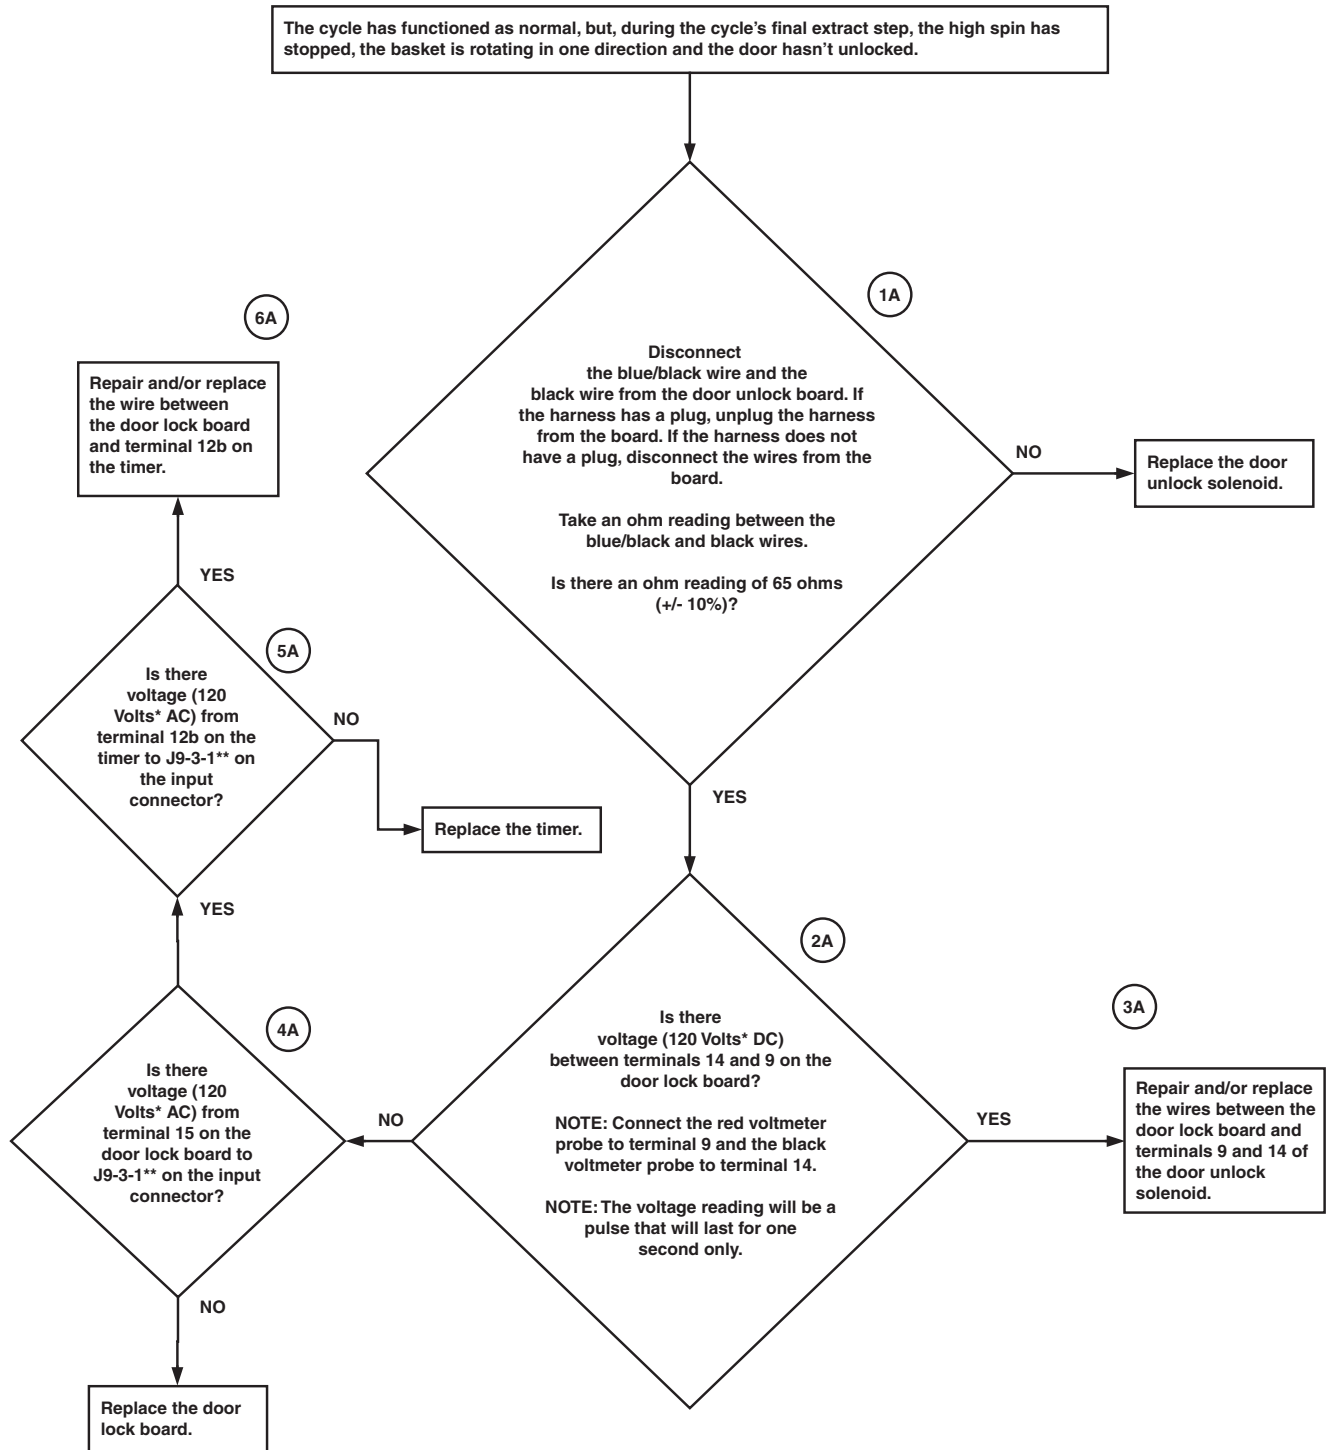 The cycle has functioned as normal, but, during the cycle’s final extract step, the high spin has
stopped, the basket is rotating in one direction and the door hasn’t unlocked.
1A
Disconnect
the blue/black wire and the
black wire from the door unlock board. If
the harness has a plug, unplug the harness
from the board. If the harness does not
have a plug, disconnect the wires from the
board.
Take an ohm reading between the
blue/black and black wires.
Is there an ohm reading of 65 ohms
(+/- 10%)?
NO
Replace the door
unlock solenoid.
YES
2A
Is there
voltage (120 Volts* DC)
between terminals 14 and 9 on the
door lock board?
NOTE: Connect the red voltmeter
probe to terminal 9 and the black
voltmeter probe to terminal 14.
NOTE: The voltage reading will be a
pulse that will last for one
second only.
YES
3A
Repair and/or replace
the wires between the
door lock board and
terminals 9 and 14 of
the door unlock
solenoid.
NO
4A
Is there
voltage (120
Volts* AC) from
terminal 15 on the
door lock board to
J9-3-1** on the input
connector?
NO
Replace the door
lock board.
YES
5A
Is there
voltage (120
Volts* AC) from
terminal 12b on the
timer to J9-3-1** on
the input
connector?
NO
Replace the timer.
YES
6A
Repair and/or replace
the wire between
the door lock board
and terminal 12b on
the timer.